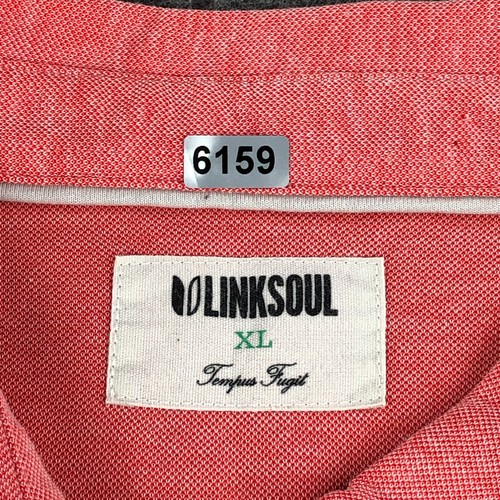 6159
LINKSOUL
XL
Tempus Fugit